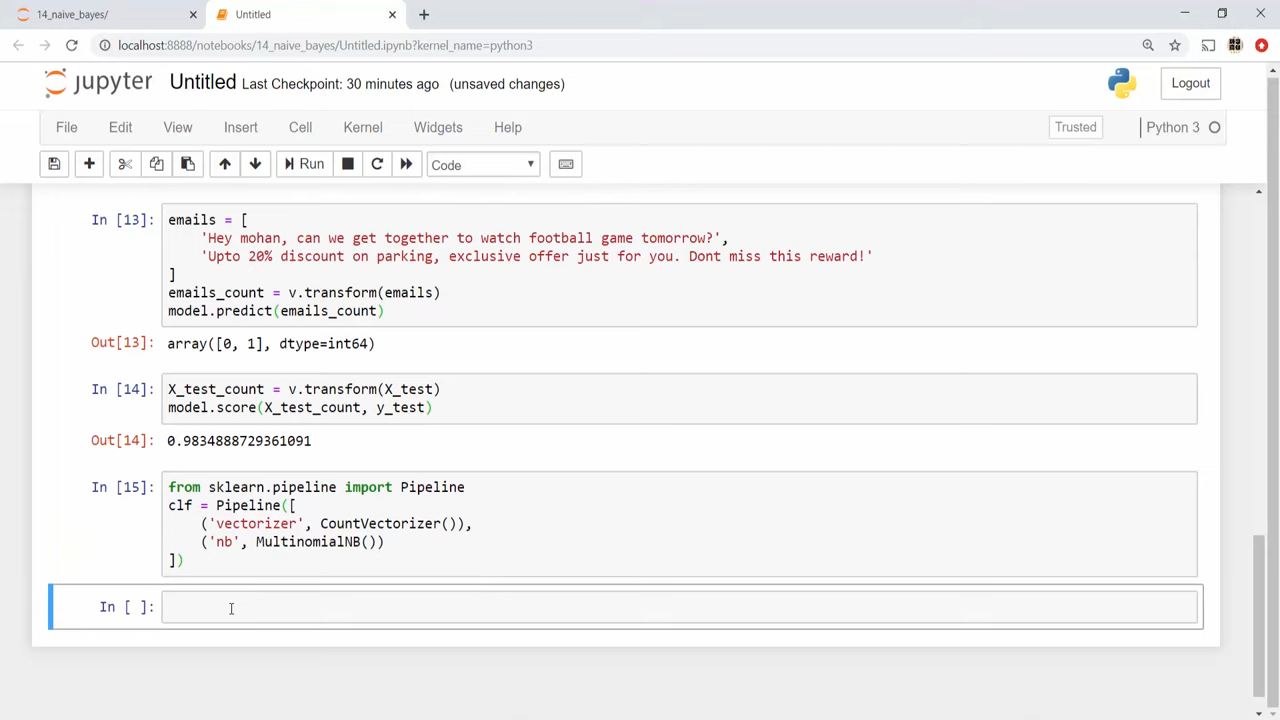 14_naive_bayes/
Untitled
localhost:8888/notebooks/14_naive_bayes/Untitled.ipynb?kernel_name=python3
jupyter Untitled Last Checkpoint: 30 minutes ago (unsaved changes)
Logout
File Edit View Insert Cell Kernel Widgets Help
Trusted
Python 3
Run
Code
In [13]: emails = [
'Hey mohan, can we get together to watch football game tomorrow?',
'Upto 20% discount on parking, exclusive offer just for you. Dont miss this reward!'
]
emails_count = v.transform(emails)
model.predict(emails_count)
Out[13]: array([0, 1], dtype=int64)
In [14]: X_test_count = v.transform(X_test)
model.score(X_test_count, y_test)
Out[14]: 0.9834888729361091
In [15]: from sklearn.pipeline import Pipeline
clf = Pipeline([
('vectorizer', CountVectorizer()),
('nb', MultinomialNB())
])
In [ ]: